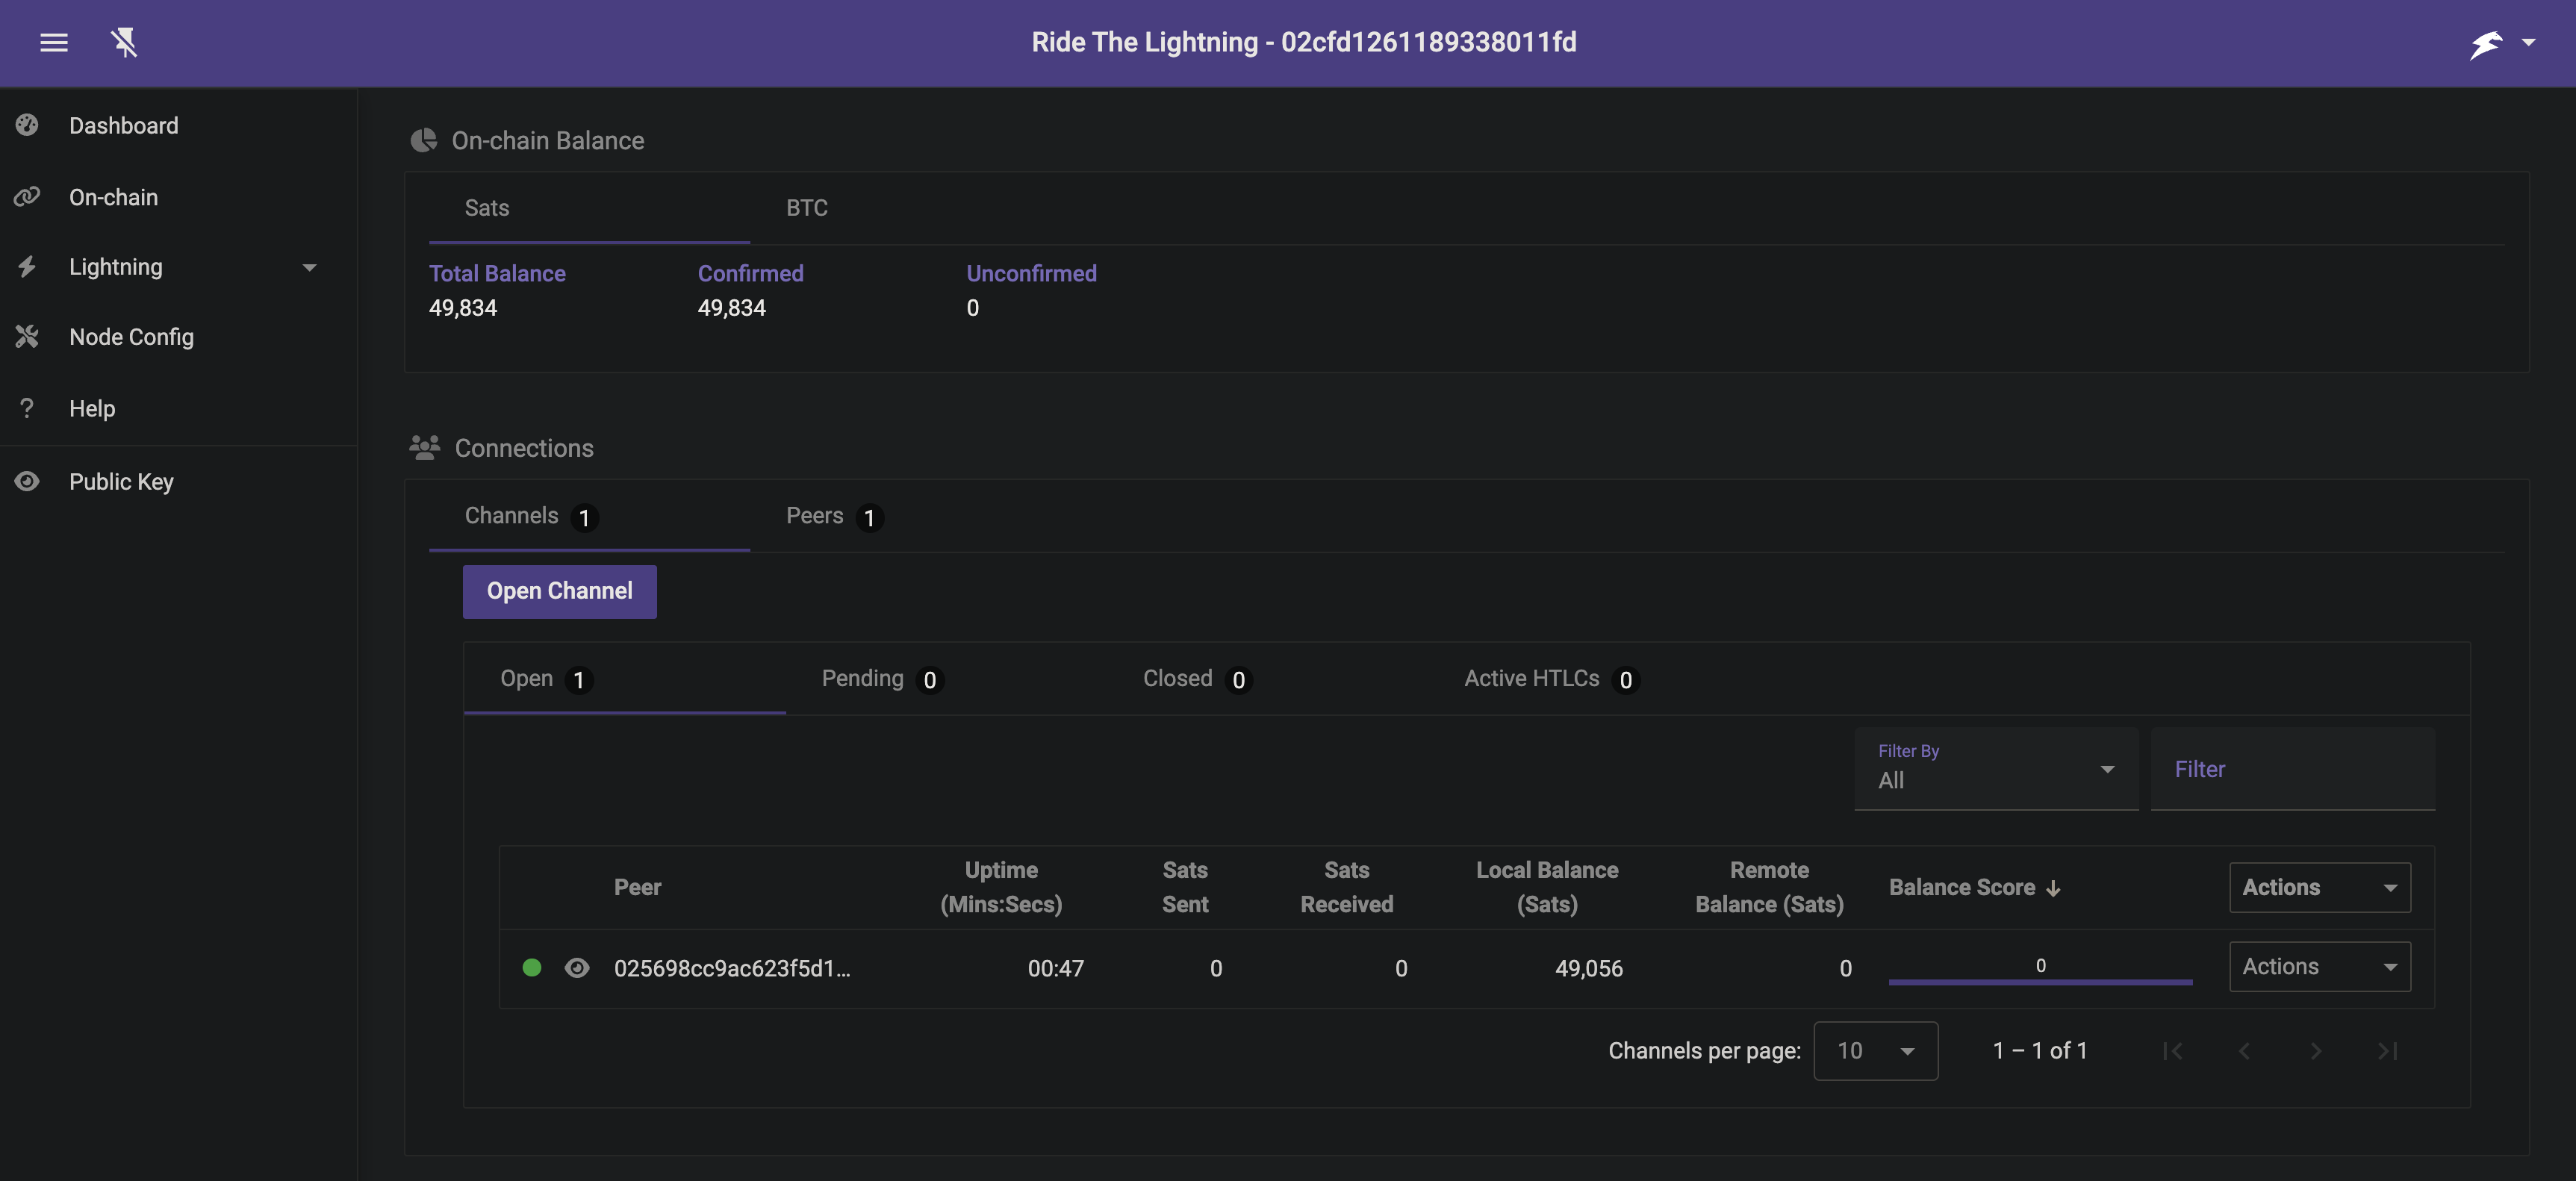 Ride The Lightning - 02cfd1261189338011fd
Dashboard
On-chain
Lightning
Node Config
Help
Public Key
On-chain Balance
Sats BTC
Total Balance Confirmed Unconfirmed
49,834 49,834 0
Connections
Channels 1 Peers 1
Open Channel
Open 1 Pending 0 Closed 0 Active HTLCs 0
Filter By
All
Filter
Peer Uptime (Mins:Secs) Sats Sent Sats Received Local Balance (Sats) Remote Balance (Sats) Balance Score Actions
025698cc9ac623f5d1... 00:47 0 0 49,056 0 0 Actions
Channels per page: 10 1 – 1 of 1